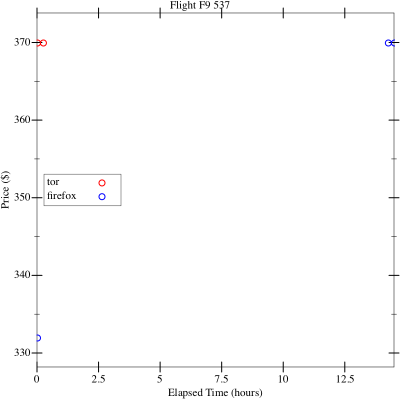 Flight F9 537
370
360
350
340
330
Price ($)
tor
firefox
0 2.5 5 7.5 10 12.5
Elapsed Time (hours)